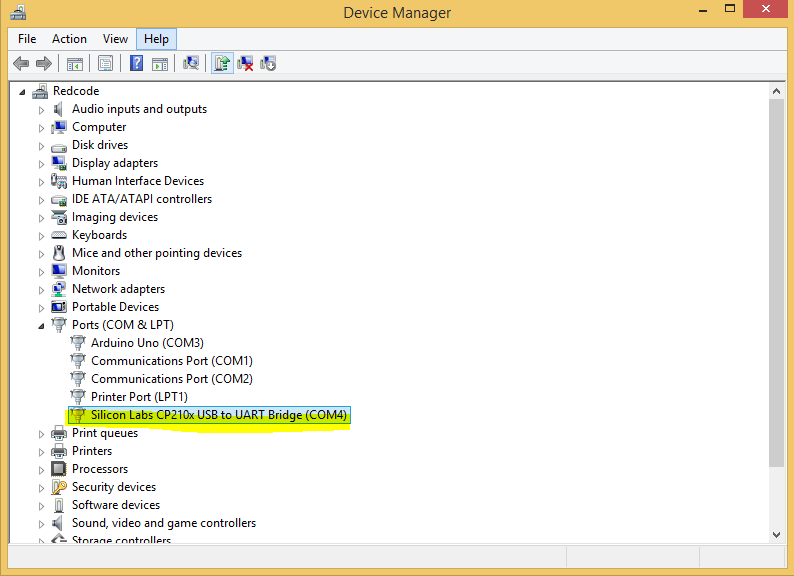 Device Manager
File Action View Help
Redcode
Audio inputs and outputs
Computer
Disk drives
Display adapters
Human Interface Devices
IDE ATA/ATAPI controllers
Imaging devices
Keyboards
Mice and other pointing devices
Monitors
Network adapters
Portable Devices
Ports (COM & LPT)
Arduino Uno (COM3)
Communications Port (COM1)
Communications Port (COM2)
Printer Port (LPT1)
Silicon Labs CP210x USB to UART Bridge (COM4)
Print queues
Printers
Processors
Security devices
Software devices
Sound, video and game controllers
Storage controllers